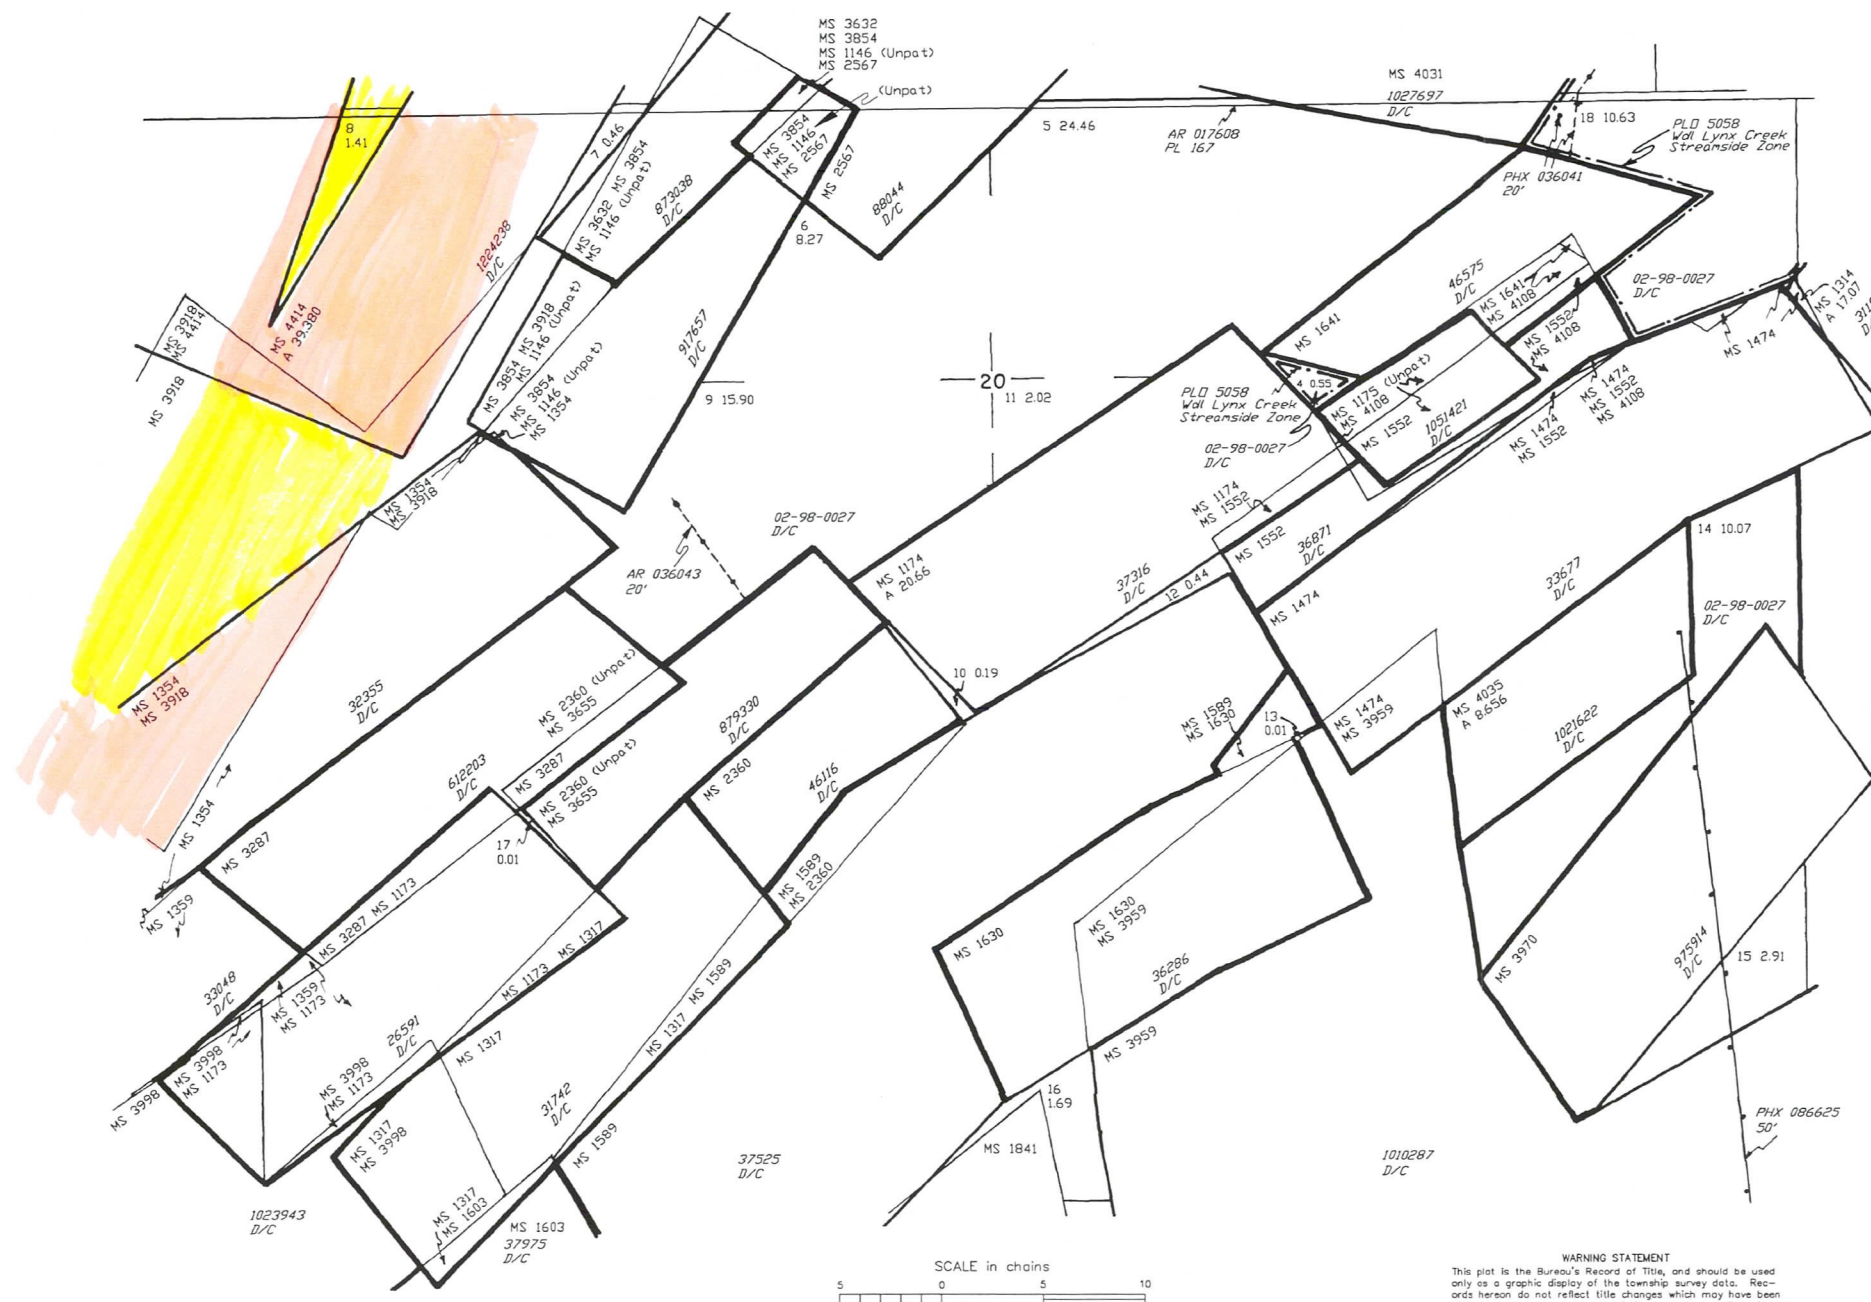 MS 3632
MS 3854
MS 1146 (Unpat)
MS 2567
(Unpat)
MS 4031
1027697
D/C
8
1.41
7 0.46
MS 3632 MS 3854
MS 1146 (Unpat)
873038
D/C
MS 3854
MS 1146
MS 2567
MS 2567
88044
D/C
5 24.46
AR 017608
PL 167
18 10.63
PLO 5058
Wdl Lynx Creek
Streamside Zone
PHX 036041
20'
1224238
D/C
6
8.27
MS 3918
MS 4414
MS 4414
A 39.380
MS 3854 MS 3918
MS 1146 (Unpat)
917657
D/C
46575
D/C
MS 1641
MS 4108
02-98-0027
D/C
MS 1314
A 17.07
MS 1474
MS 1641
MS 1552
MS 4108
MS 3918
MS 3854
MS 1146 (Unpat)
MS 1354
9 15.90
20
11 2.02
4 0.55
PLO 5058
Wdl Lynx Creek
Streamside Zone
MS 1175 (Unpat)
MS 4108
MS 1552
1051421
D/C
MS 1474
MS 1552
MS 4108
MS 1474
MS 1552
02-98-0027
D/C
MS 1354
MS 3918
MS 1174
MS 1552
02-98-0027
D/C
AR 036043
20'
MS 1174
A 20.66
37316
D/C
12 0.44
MS 1552
36871
D/C
MS 1474
33677
D/C
14 10.07
02-98-0027
D/C
MS 1354
MS 3918
32355
D/C
MS 2360 (Unpat)
MS 3655
879330
D/C
10 0.19
MS 1589
MS 1630
13
0.01
MS 1474
MS 3959
MS 4035
A 8.656
1021622
D/C
MS 1354
612203
D/C
MS 3287
MS 2360 (Unpat)
MS 3655
MS 2360
46116
D/C
MS 3287
17
0.01
MS 1359
MS 3287 MS 1173
MS 1589
MS 2360
MS 1317
MS 1173
MS 1630
MS 1630
MS 3959
36286
D/C
MS 3970
975914
D/C
15 2.91
33048
D/C
MS 1359
MS 1173
26591
D/C
MS 1589
MS 1317
MS 3998
MS 1173
MS 3998
MS 3998
MS 1173
MS 1317
MS 3959
16
1.69
MS 1317
MS 3998
31742
D/C
MS 1589
MS 1841
PHX 086625
50'
37525
D/C
1010287
D/C
MS 1317
MS 1603
1023943
D/C
MS 1603
37975
D/C
SCALE in chains
5 0 5 10
WARNING STATEMENT
This plat is the Bureau's Record of Title, and should be used
only as a graphic display of the township survey data. Rec-
ords hereon do not reflect title changes which may have been